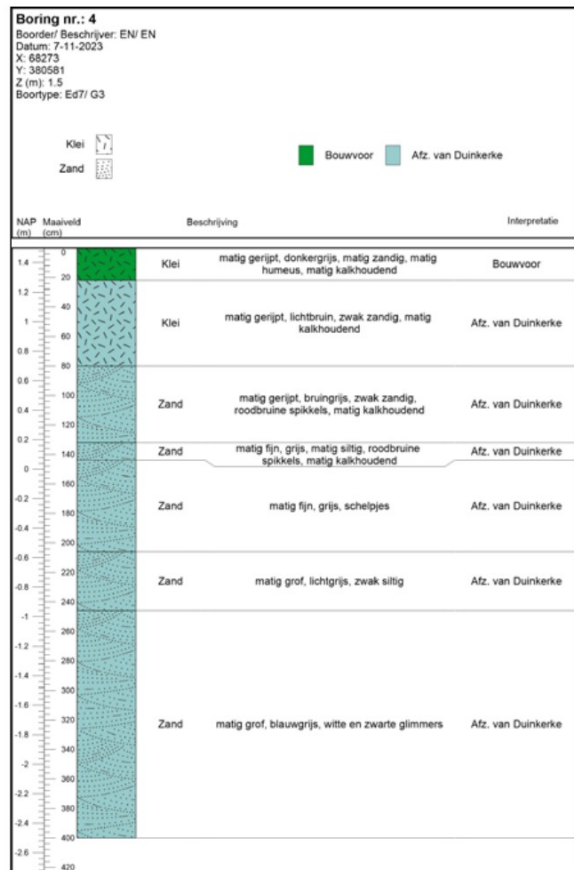 Boring nr.: 4
Boorder/ Beschrijver: EN/ EN
Datum: 7-11-2023
X: 68273
Y: 380581
Z (m): 1.5
Boortype: Ed7/ G3
Klei
Zand
Bouwvoor
Afz. van Duinkerke
NAP Maaiveld
(m) (cm)
Beschrijving
Interpretatie
0
1.4
20
1.2
40
1
60
0.8
80
0.6
100
0.4
120
0.2
140
0
160
-0.2
180
-0.4
200
-0.6
220
-0.8
240
-1
260
-1.2
280
-1.4
300
-1.6
320
-1.8
340
-2
360
-2.2
380
-2.4
400
-2.6
420
Klei
matig gerijpt, donkergrijs, matig zandig, matig
humeus, matig kalkhoudend
Bouwvoor
Klei
matig gerijpt, lichtbruin, zwak zandig, matig
kalkhoudend
Afz. van Duinkerke
Zand
matig gerijpt, bruingrijs, zwak zandig,
roodbruine spikkels, matig kalkhoudend
Afz. van Duinkerke
Zand
matig fijn, grijs, matig siltig, roodbruine
spikkels, matig kalkhoudend
Afz. van Duinkerke
Zand
matig fijn, grijs, schelpjes
Afz. van Duinkerke
Zand
matig grof, lichtgrijs, zwak siltig
Afz. van Duinkerke
Zand
matig grof, blauwgrijs, witte en zwarte glimmers
Afz. van Duinkerke